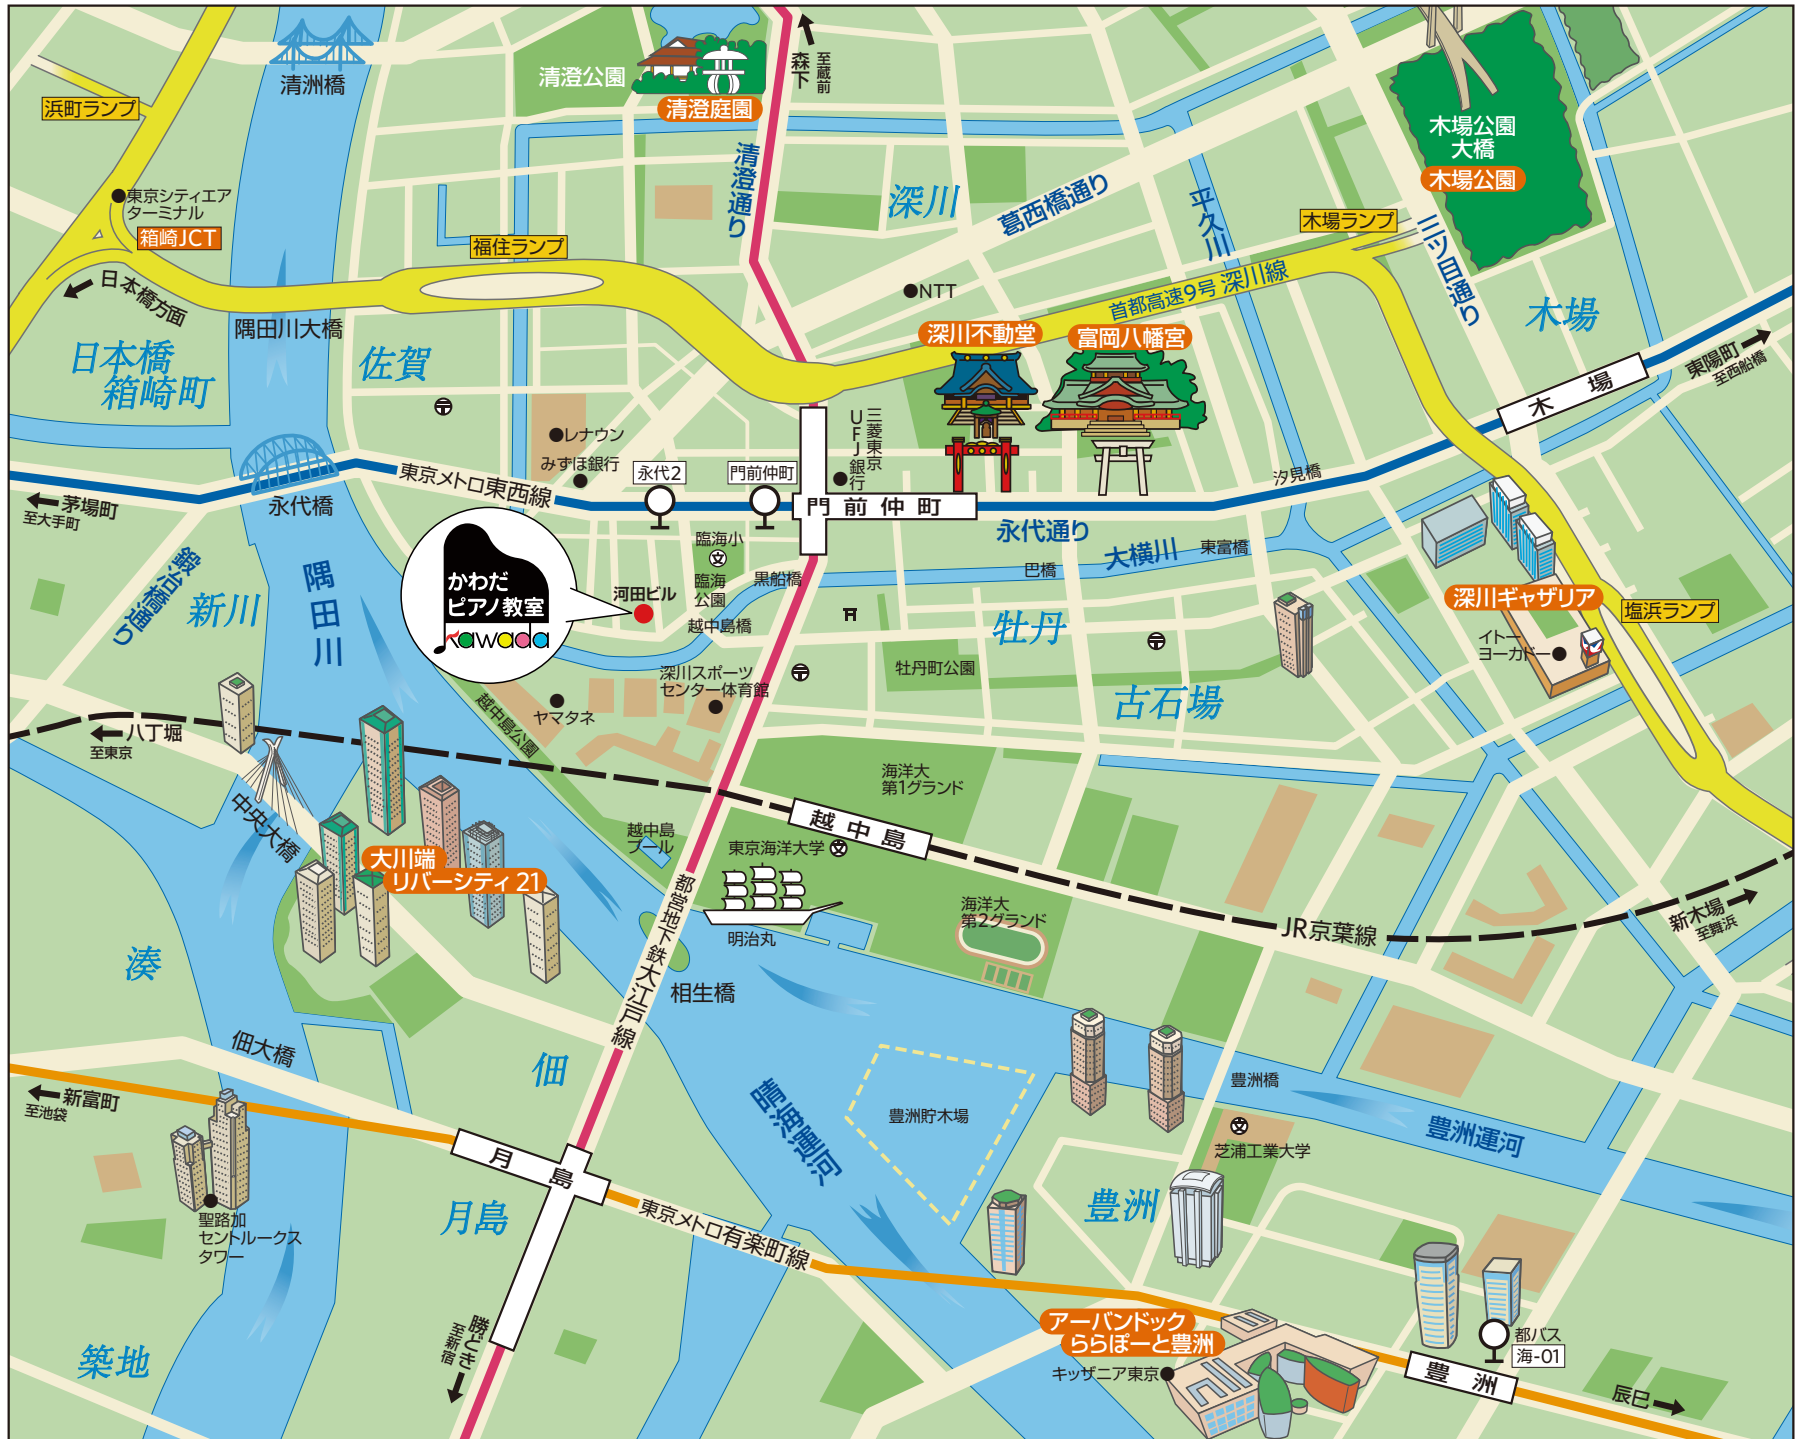 清洲橋
清澄公園
清澄庭園
森下
至蔵前
木場公園
大橋
木場公園
浜町ランプ
東京シティエア
ターミナル
箱崎JCT
日本橋方面
福住ランプ
清澄通り
深川
葛西橋通り
平久川
木場ランプ
三ツ目通り
NTT
首都高速9号 深川線
木場
隅田川大橋
日本橋
箱崎町
佐賀
深川不動堂
富岡八幡宮
東陽町
至西船橋
木場
レナウン
みずほ銀行
永代2
門前仲町
三菱東京
UFJ銀行
汐見橋
東京メトロ東西線
永代橋
茅場町
至大手町
門前仲町
永代通り
大横川
東富橋
巴橋
鍛冶橋通り
新川
隅田川
かわだ
ピアノ教室
kawada
河田ビル
臨海小
臨海
公園
黒船橋
越中島橋
牡丹
深川ギャザリア
塩浜ランプ
イトー
ヨーカドー
牡丹町公園
古石場
深川スポーツ
センター体育館
ヤマタネ
越中島公園
八丁堀
至東京
中央大橋
海洋大
第1グランド
越中島
越中島
プール
東京海洋大学
大川端
リバーシティ21
都営地下鉄大江戸線
明治丸
海洋大
第2グランド
JR京葉線
新木場
至舞浜
湊
相生橋
佃大橋
佃
新富町
至池袋
晴海運河
豊洲貯木場
豊洲橋
豊洲運河
芝浦工業大学
月島
聖路加
セントルークス
タワー
月島
東京メトロ有楽町線
豊洲
勝どき
至新宿
築地
アーバンドック
ららぽーと豊洲
キッザニア東京
都バス
海-01
豊洲
辰巳